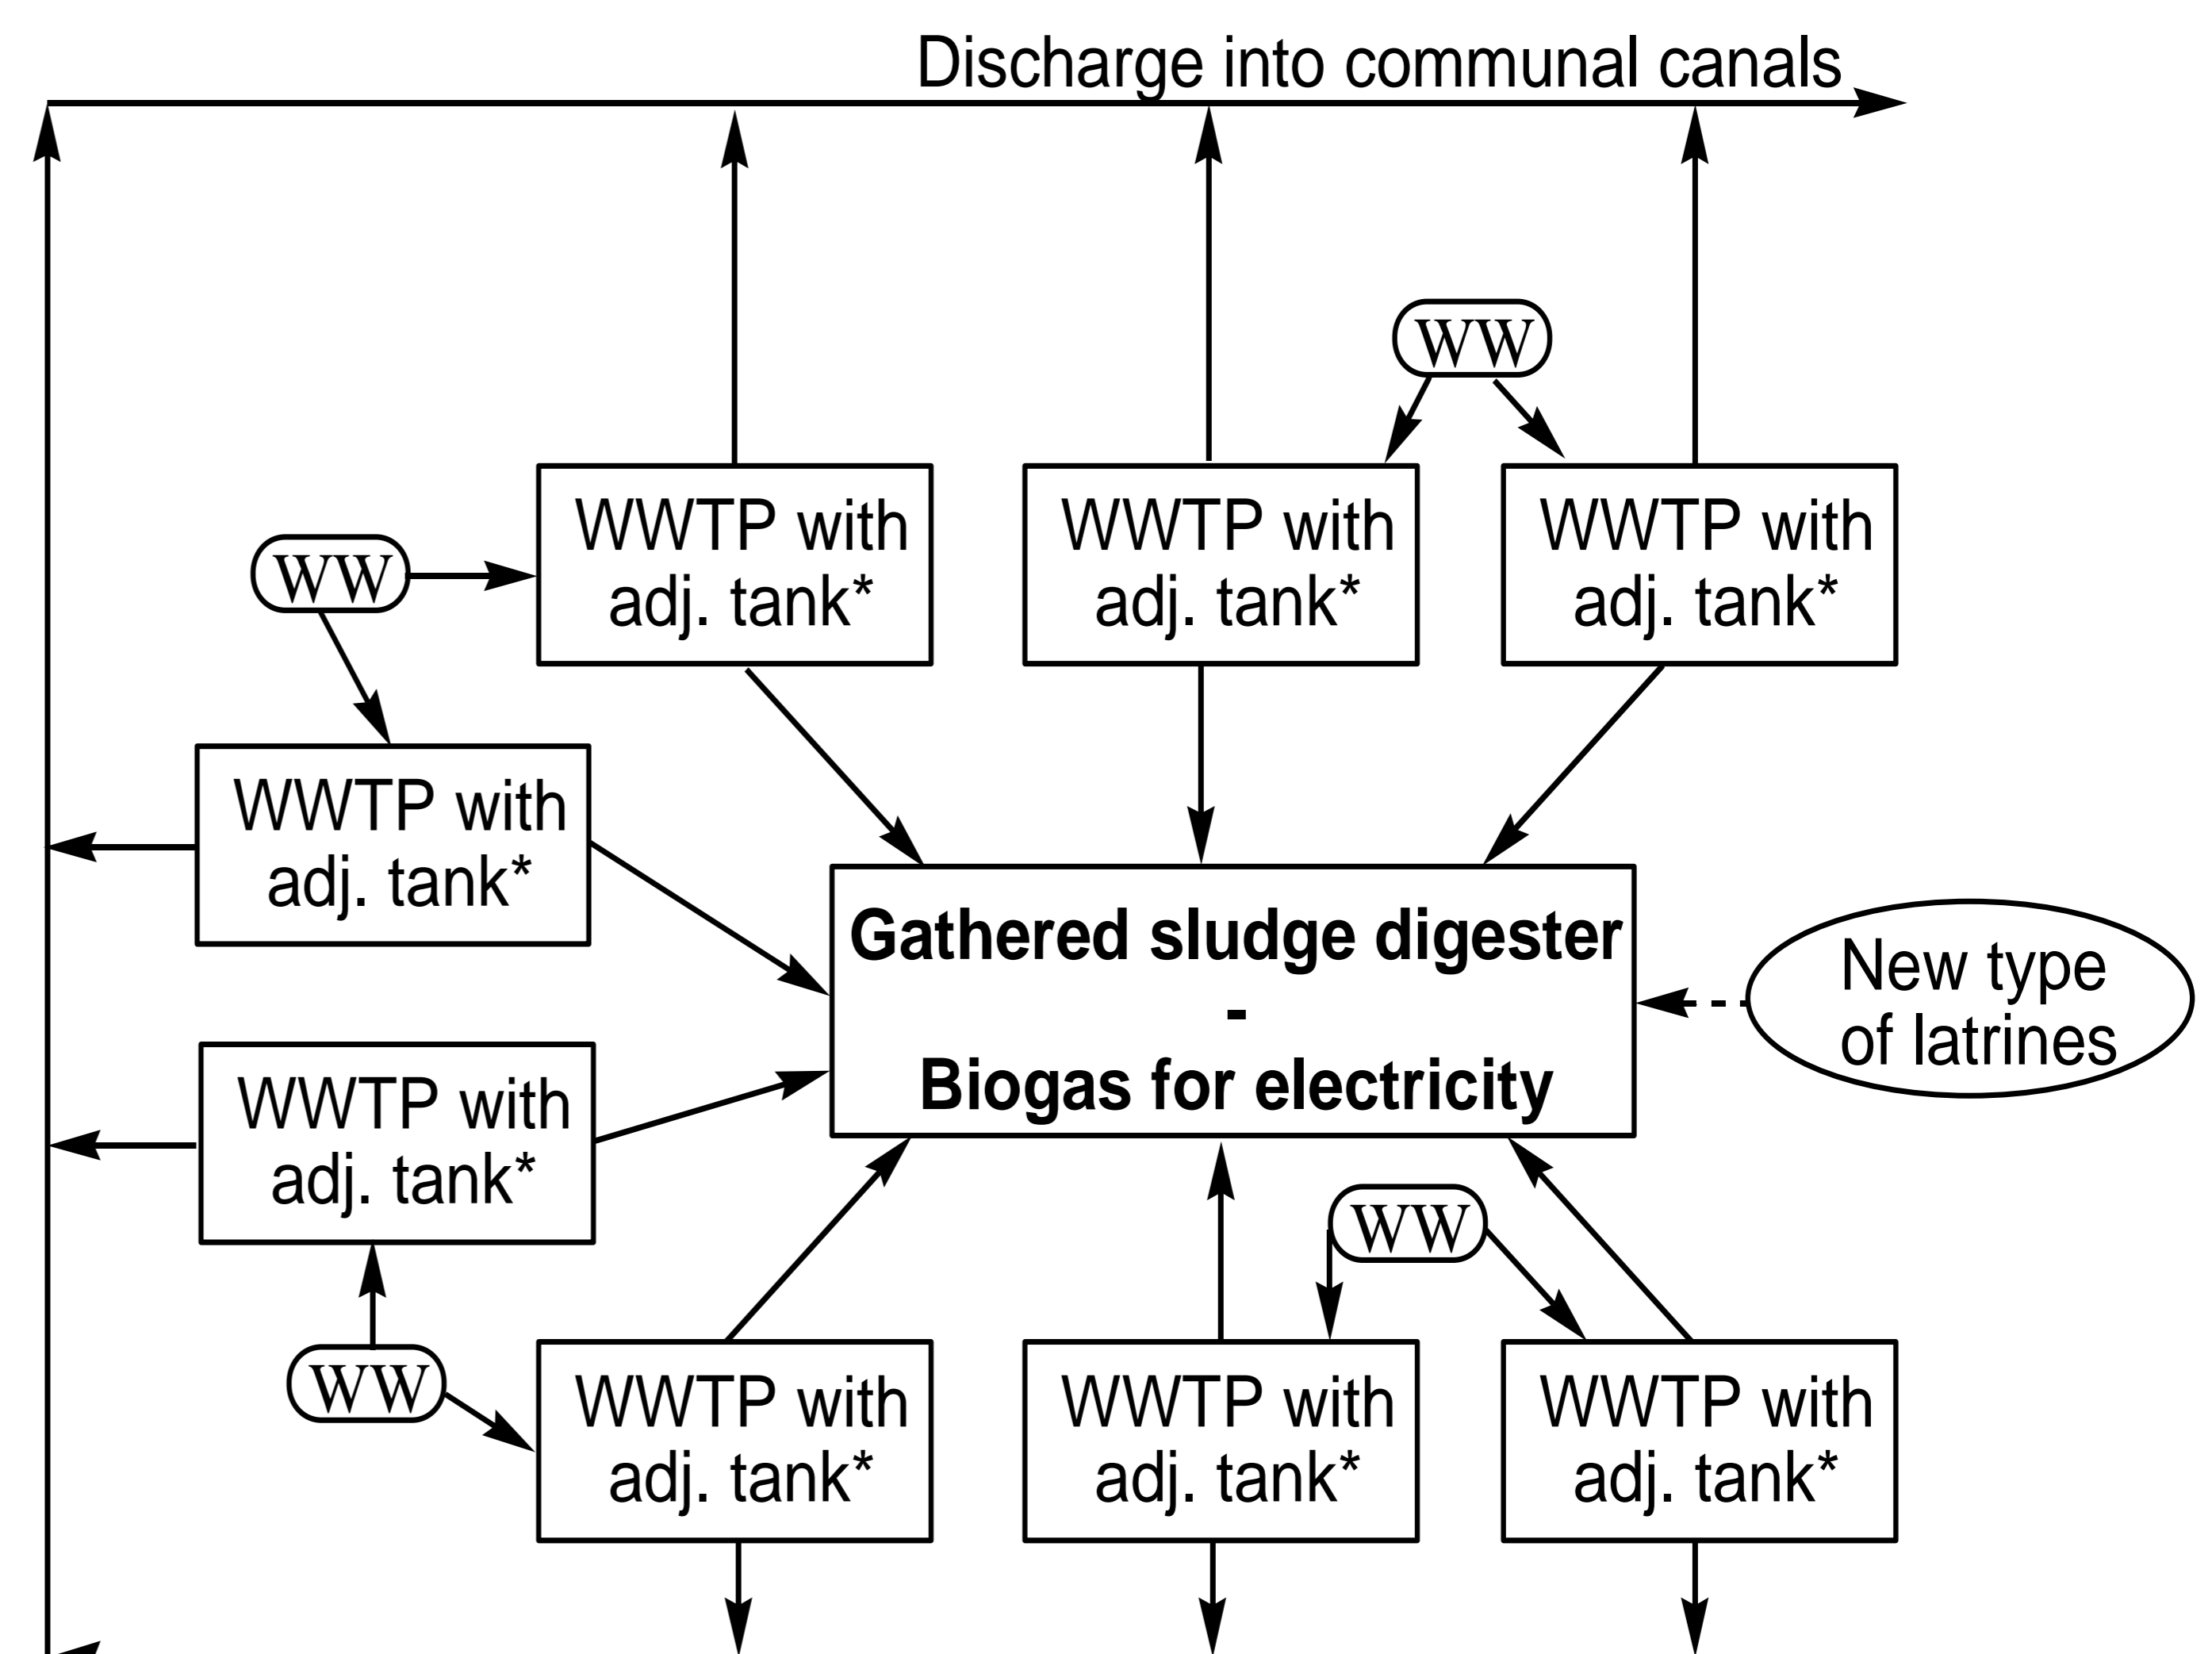 Discharge into communal canals
WW
WWTP with
adj. tank*
WWTP with
adj. tank*
WWTP with
adj. tank*
WW
WWTP with
adj. tank*
Gathered sludge digester
-
Biogas for electricity
New type
of latrines
WWTP with
adj. tank*
WW
WW
WWTP with
adj. tank*
WWTP with
adj. tank*
WWTP with
adj. tank*